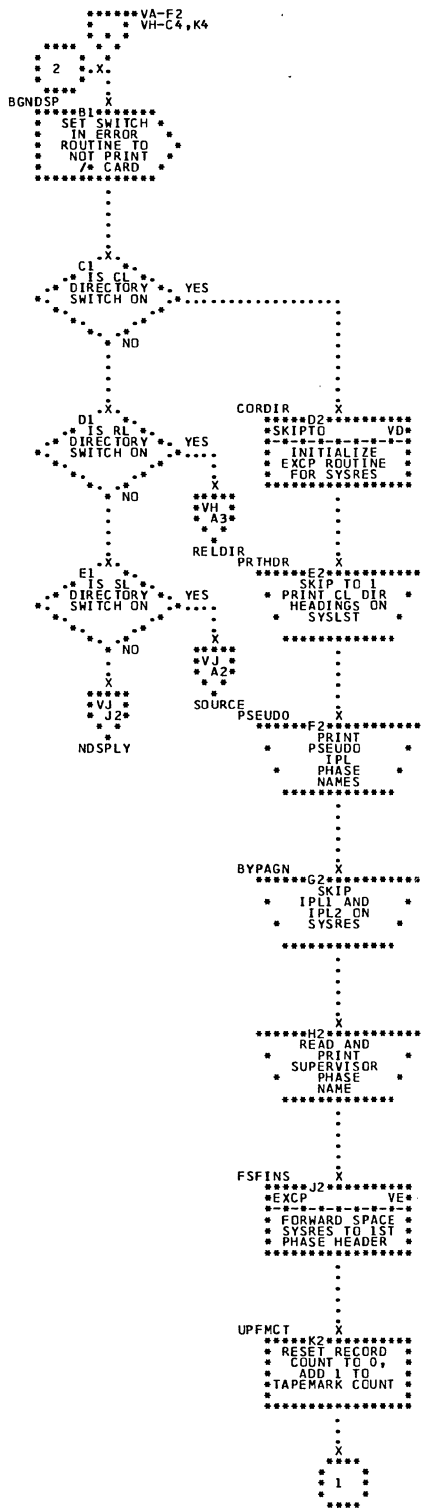 VA-F2
VH-C4,K4
2
BGNDSP
B1
SET SWITCH
IN ERROR
ROUTINE TO
NOT PRINT
/* CARD
C1
IS CL
DIRECTORY
SWITCH ON
YES
NO
D1
IS RL
DIRECTORY
SWITCH ON
YES
NO
VH
A3
RELDIR
E1
IS SL
DIRECTORY
SWITCH ON
YES
NO
VJ
A2
SOURCE
VJ
J2
NDSPLY
CORDIR
D2
SKIPTO VD
INITIALIZE
EXCP ROUTINE
FOR SYSRES
PRTHDR
E2
SKIP TO 1
PRINT CL DIR
HEADINGS ON
SYSLST
PSEUDO
F2
PRINT
PSEUDO
IPL
PHASE
NAMES
BYPAGN
G2
SKIP
IPL1 AND
IPL2 ON
SYSRES
H2
READ AND
PRINT
SUPERVISOR
PHASE
NAME
FSFINS
J2
EXCP VE
FORWARD SPACE
SYSRES TO 1ST
PHASE HEADER
UPFMCT
K2
RESET RECORD
COUNT TO 0,
ADD 1 TO
TAPEMARK COUNT
1